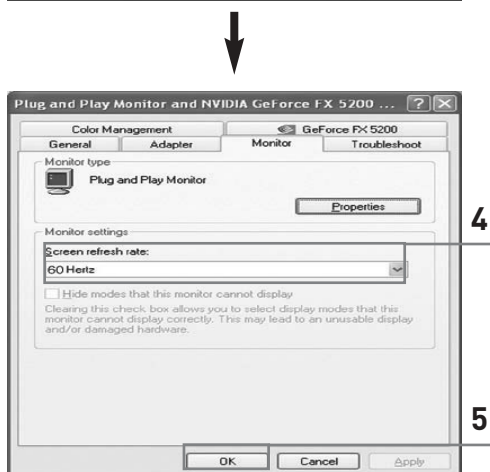 Plug and Play Monitor and NVIDIA GeForce FX 5200 ...
Color Management GeForce FX 5200
General Adapter Monitor Troubleshoot
Monitor type
Plug and Play Monitor
Properties
4
Monitor settings
Screen refresh rate:
60 Hertz
Hide modes that this monitor cannot display
Clearing this check box allows you to select display modes that this
monitor cannot display correctly. This may lead to an unusable display
and/or damaged hardware.
5
OK Cancel Apply